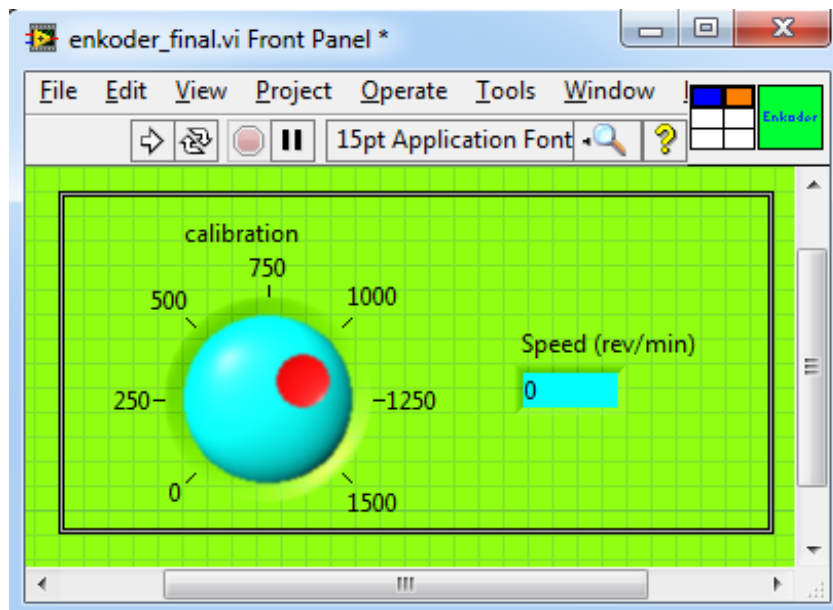 enkoder_final.vi Front Panel *
File Edit View Project Operate Tools Window
15pt Application Font
Enkoder
calibration
750
500 1000
Speed (rev/min)
250 1250
0
0 1500